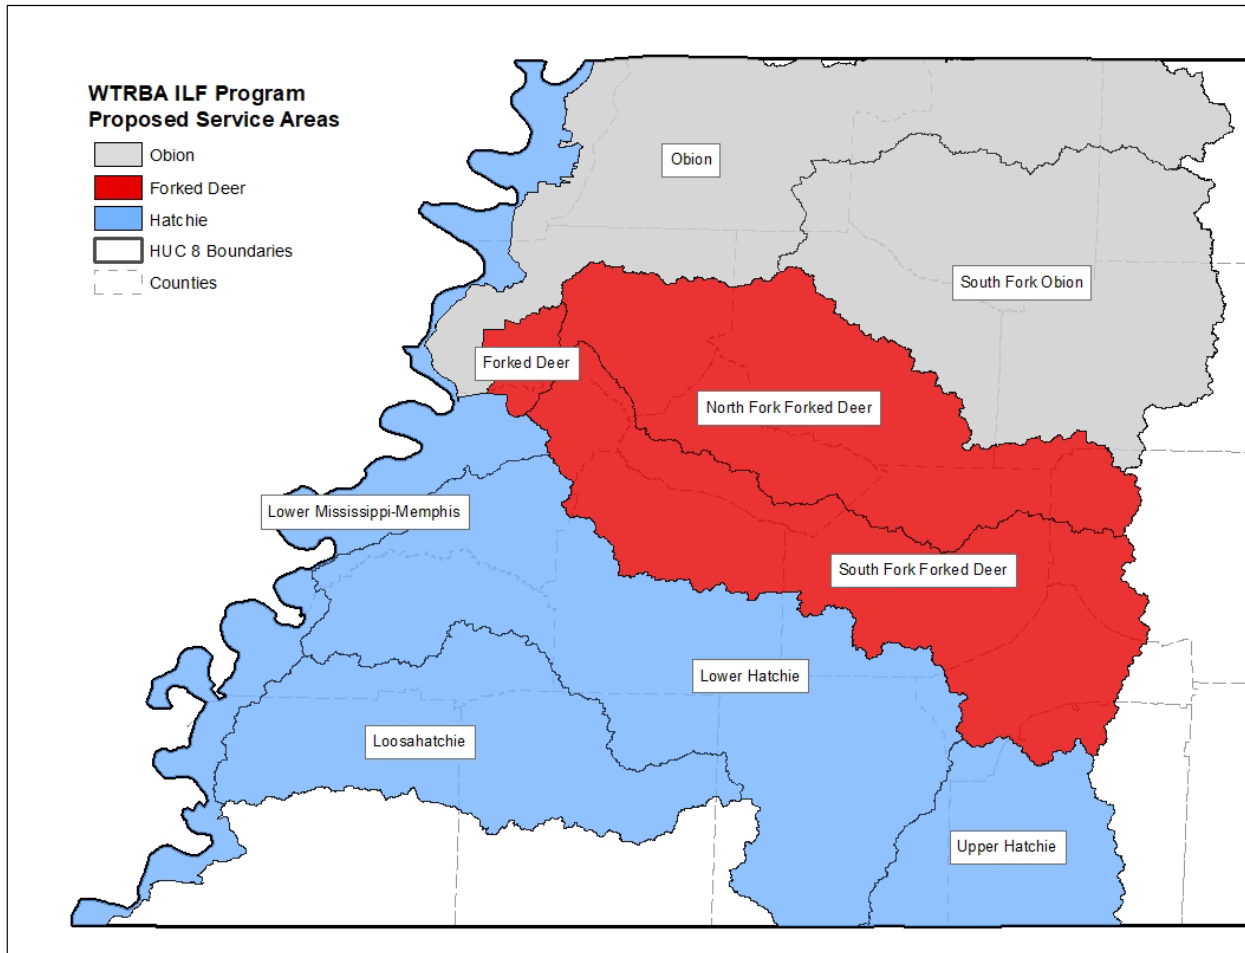 WTRBA ILF Program
Proposed Service Areas
Obion
Forked Deer
Hatchie
HUC 8 Boundaries
Counties
Obion
South Fork Obion
Forked Deer
North Fork Forked Deer
Lower Mississippi-Memphis
South Fork Forked Deer
Lower Hatchie
Loosahatchie
Upper Hatchie